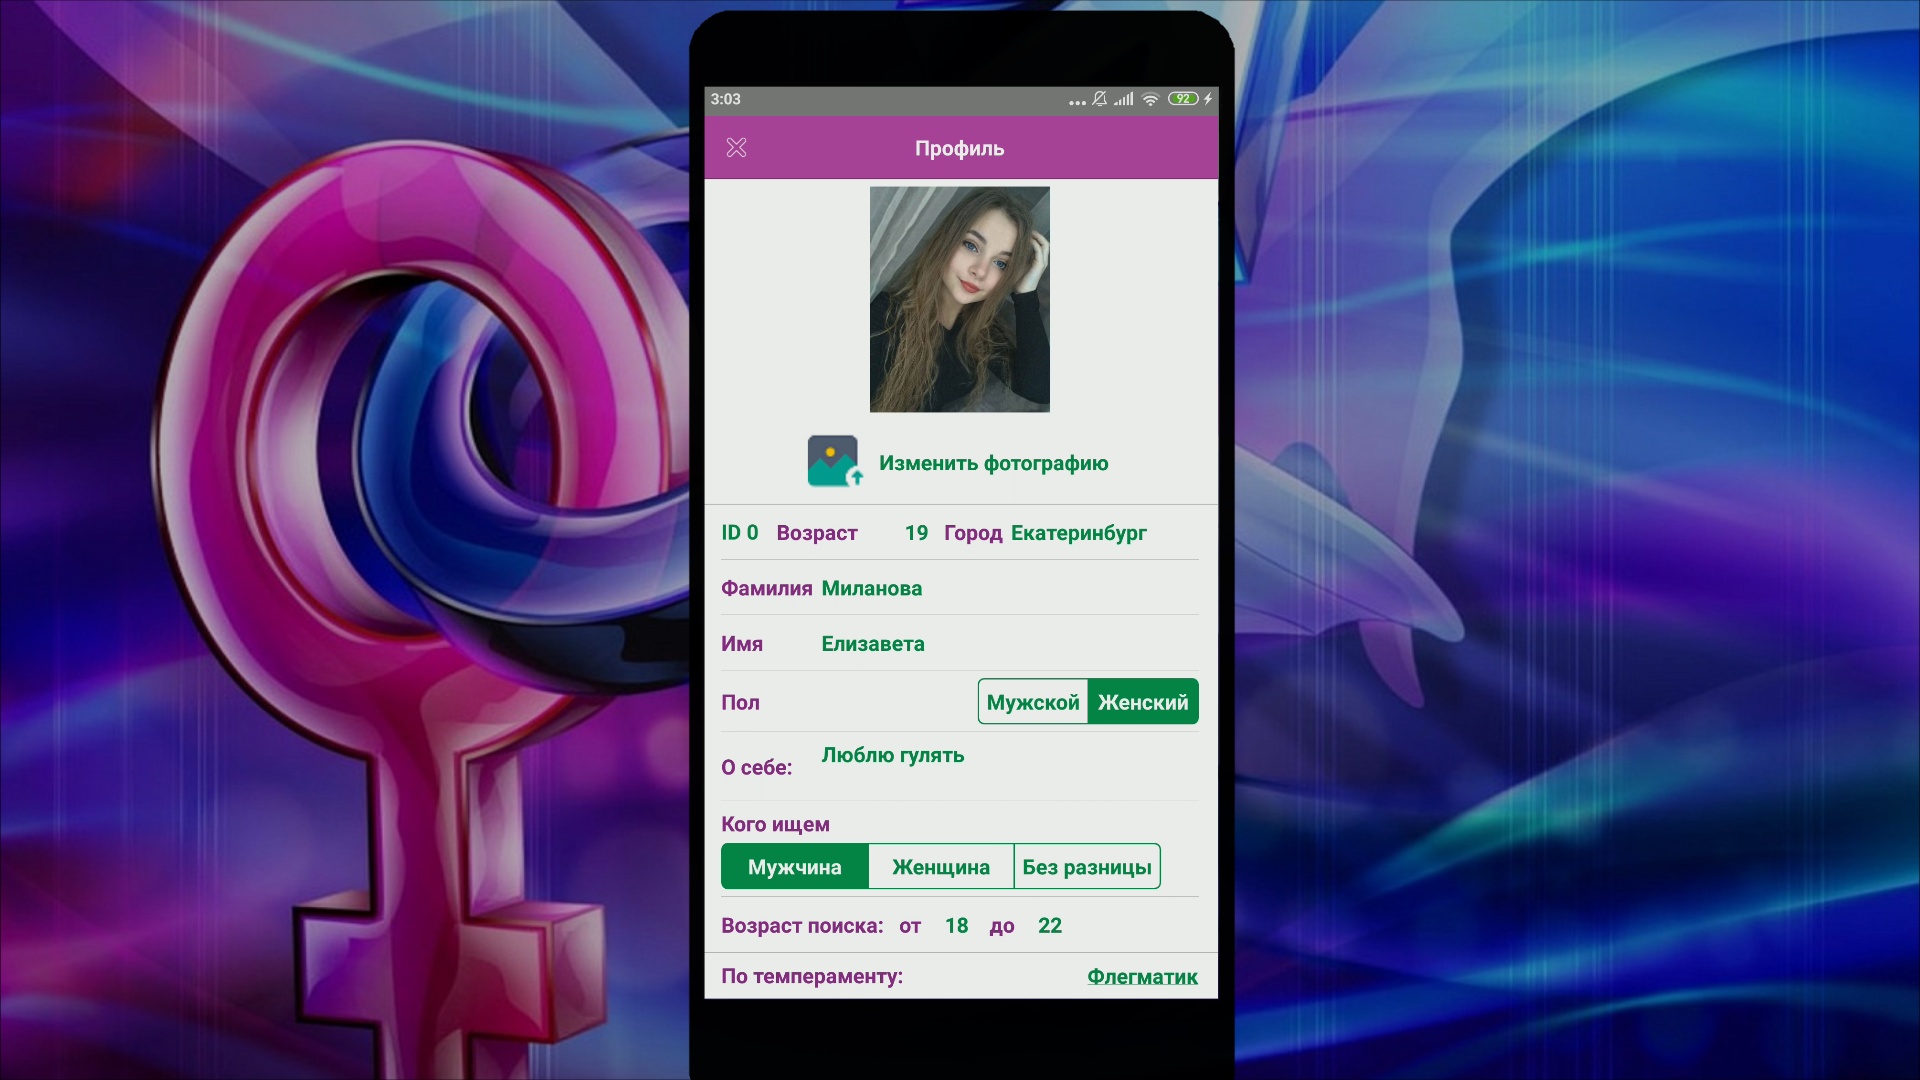 3:03
92
Профиль
Изменить фотографию
ID 0 Возраст 19 Город Екатеринбург
Фамилия Миланова
Имя Елизавета
Пол Мужской Женский
О себе: Люблю гулять
Кого ищем
Мужчина Женщина Без разницы
Возраст поиска: от 18 до 22
По темпераменту: Флегматик